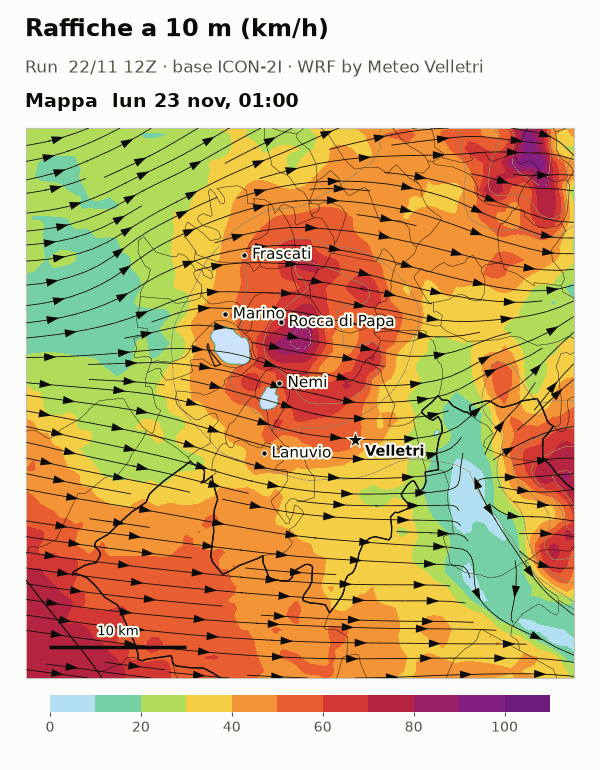 Raffiche a 10 m (km/h)
Run 22/11 12Z · base ICON-2I · WRF by Meteo Velletri
Mappa lun 23 nov, 01:00
Frascati
Marino
Rocca di Papa
Nemi
Velletri
Lanuvio
10 km
0 20 40 60 80 100